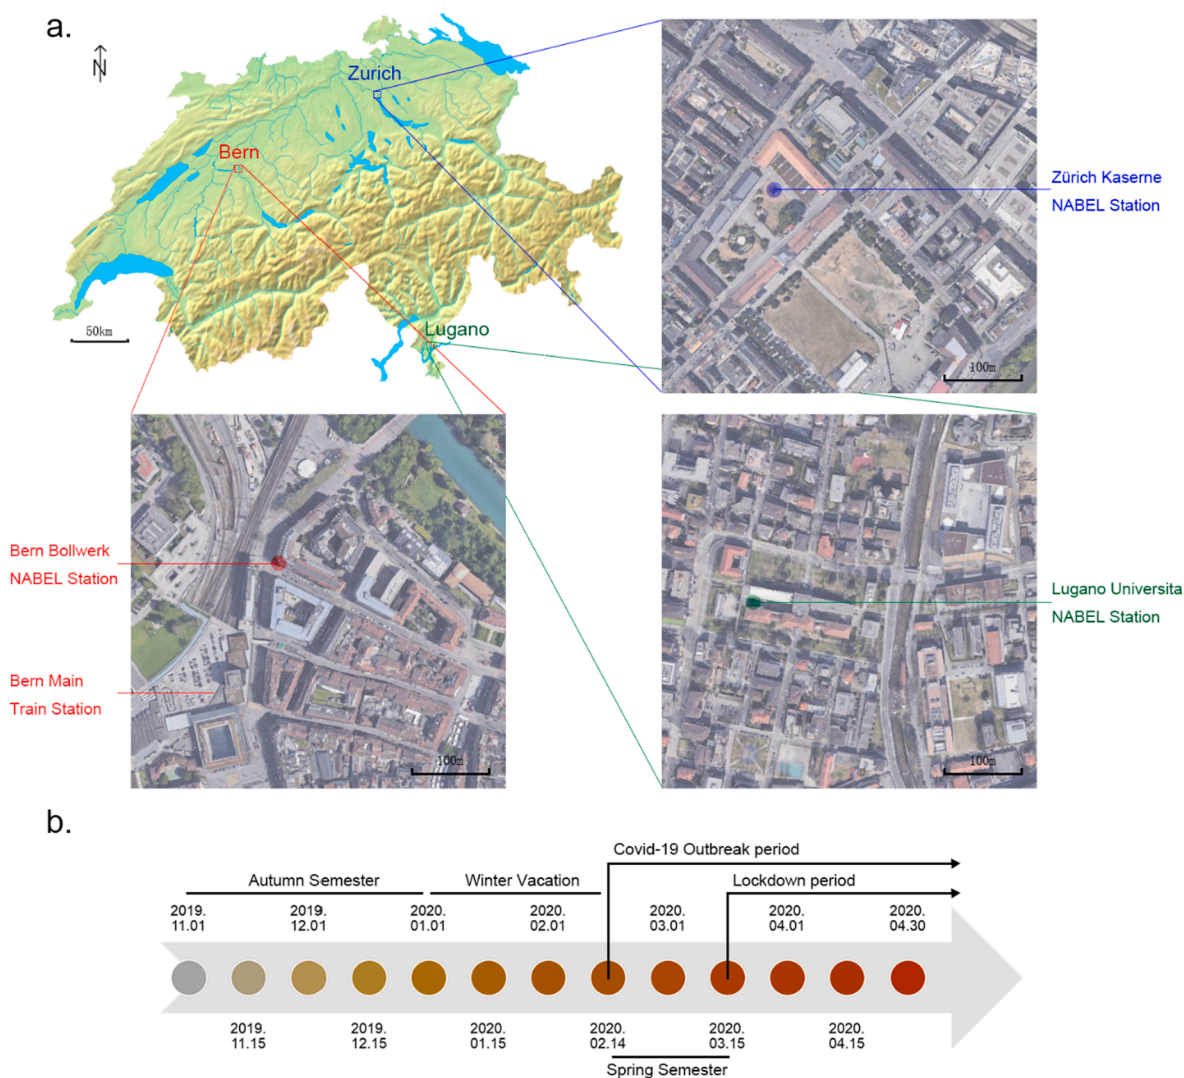 a.
N
Zurich
Bern
Lugano
50km
Zürich Kaserne
NABEL Station
100m
Bern Bollwerk
NABEL Station
Bern Main
Train Station
100m
Lugano Universita
NABEL Station
100m
b.
Covid-19 Outbreak period
Autumn Semester
Winter Vacation
Lockdown period
2019.
11.01
2019.
12.01
2020.
01.01
2020.
02.01
2020.
03.01
2020.
04.01
2020.
04.30
2019.
11.15
2019.
12.15
2020.
01.15
2020.
02.14
2020.
03.15
2020.
04.15
Spring Semester